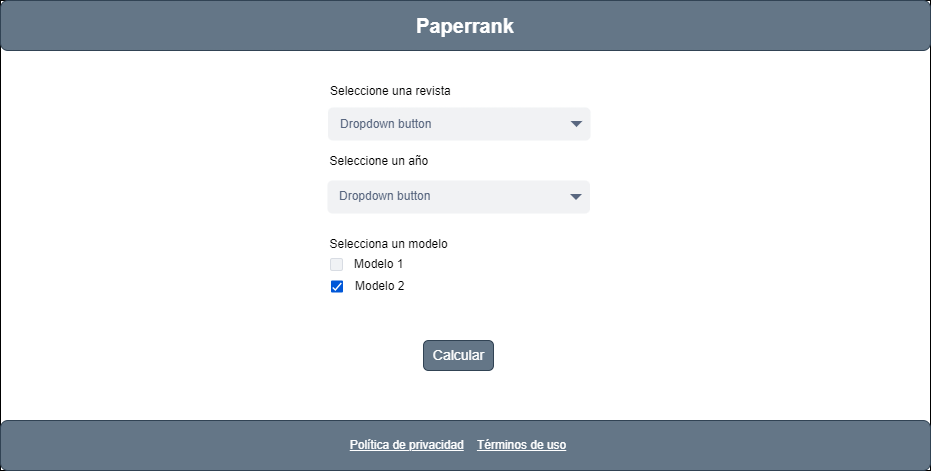 Paperrank
Seleccione una revista
Dropdown button
Seleccione un año
Dropdown button
Selecciona un modelo
Modelo 1
Modelo 2
Calcular
Política de privacidad Términos de uso